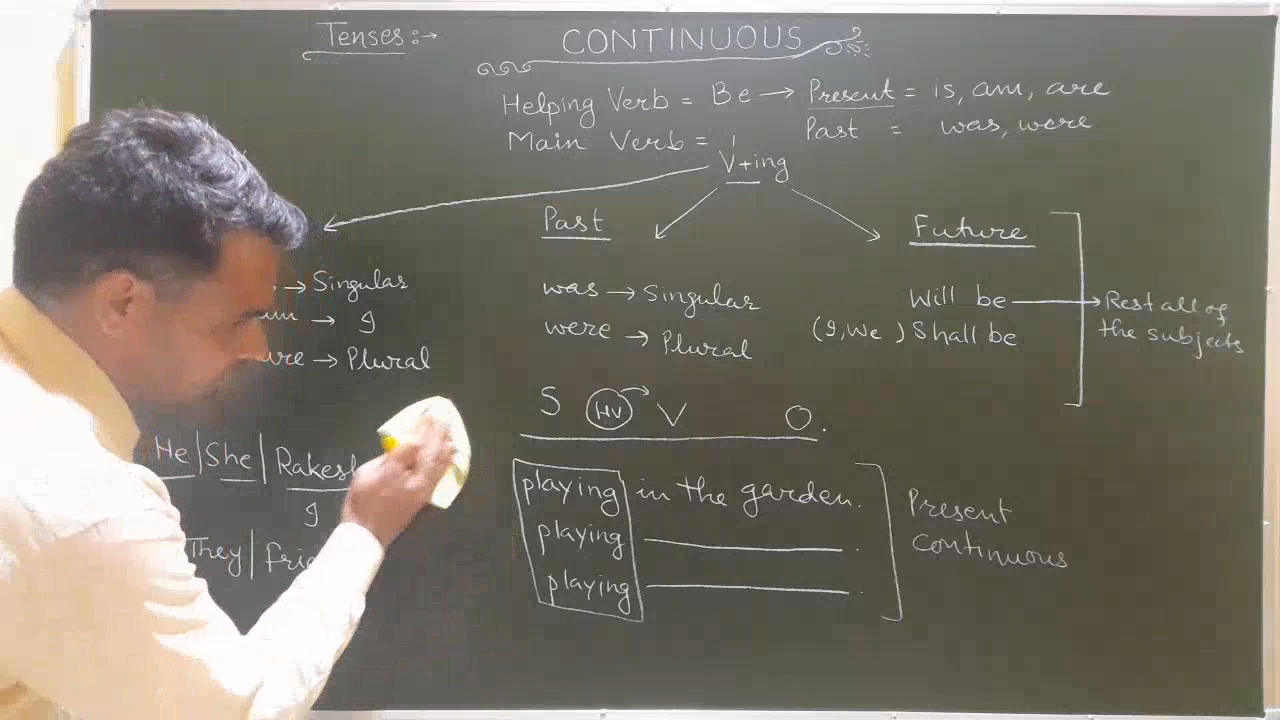 Tenses:→
CONTINUOUS
Helping Verb = Be → Present = is, am, are
Past = was, were
Main Verb =
V+ing
Past
Future
→ Singular
→ I
→ Plural
was → Singular
were → Plural
Will be → Rest all of
the subjects
(I, We) Shall be
S HV → V O.
He|She|
playing in the garden.
playing
playing
I
They|
Present
continuous